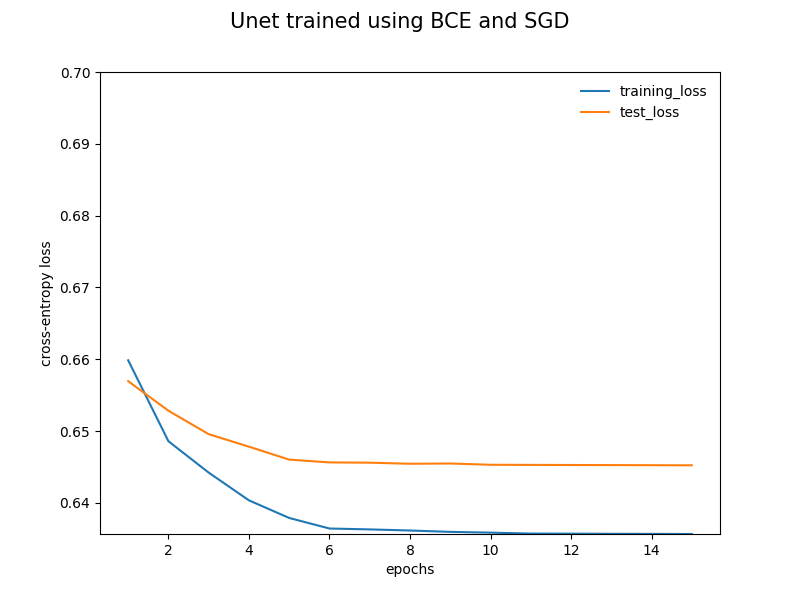 Unet trained using BCE and SGD
training_loss
test_loss
cross-entropy loss
0.70
0.69
0.68
0.67
0.66
0.65
0.64
2 4 6 8 10 12 14
epochs